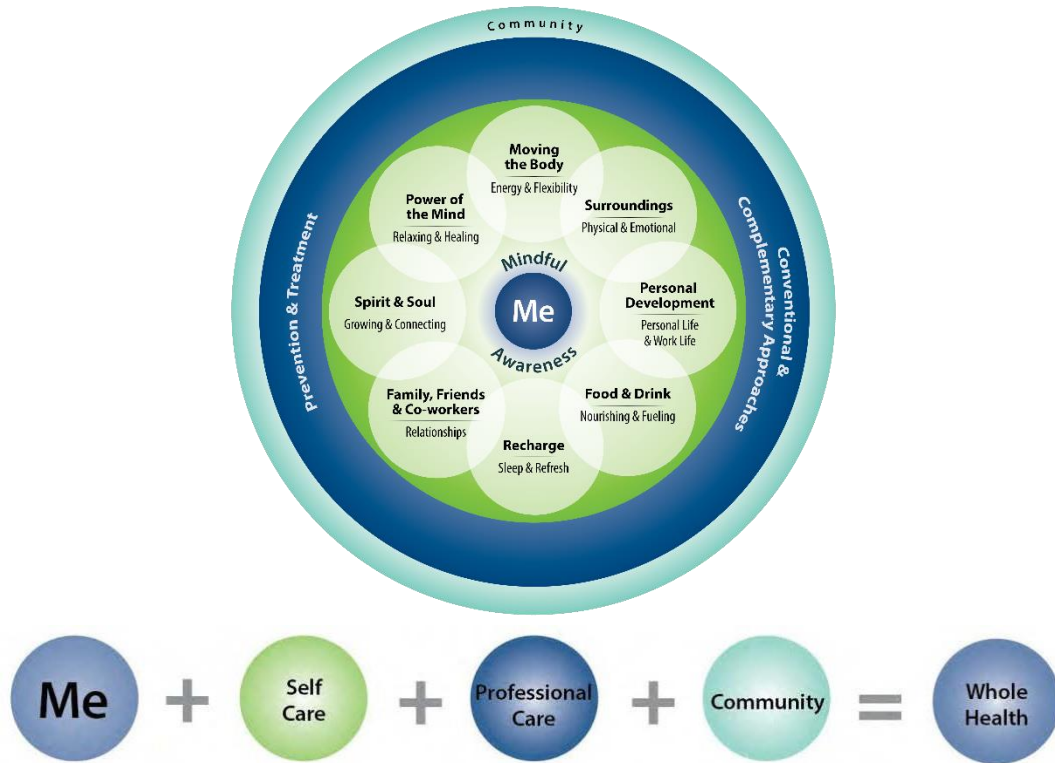 Community
Moving
the Body
Energy & Flexibility
Power of
the Mind
Relaxing & Healing
Surroundings
Physical & Emotional
Mindful
Me
Awareness
Spirit & Soul
Growing & Connecting
Personal
Development
Personal Life
& Work Life
Prevention & Treatment
Conventional &
Complementary Approaches
Family, Friends
& Co-workers
Relationships
Food & Drink
Nourishing & Fueling
Recharge
Sleep & Refresh
Me
+
Self
Care
+
Professional
Care
+
Community
=
Whole
Health